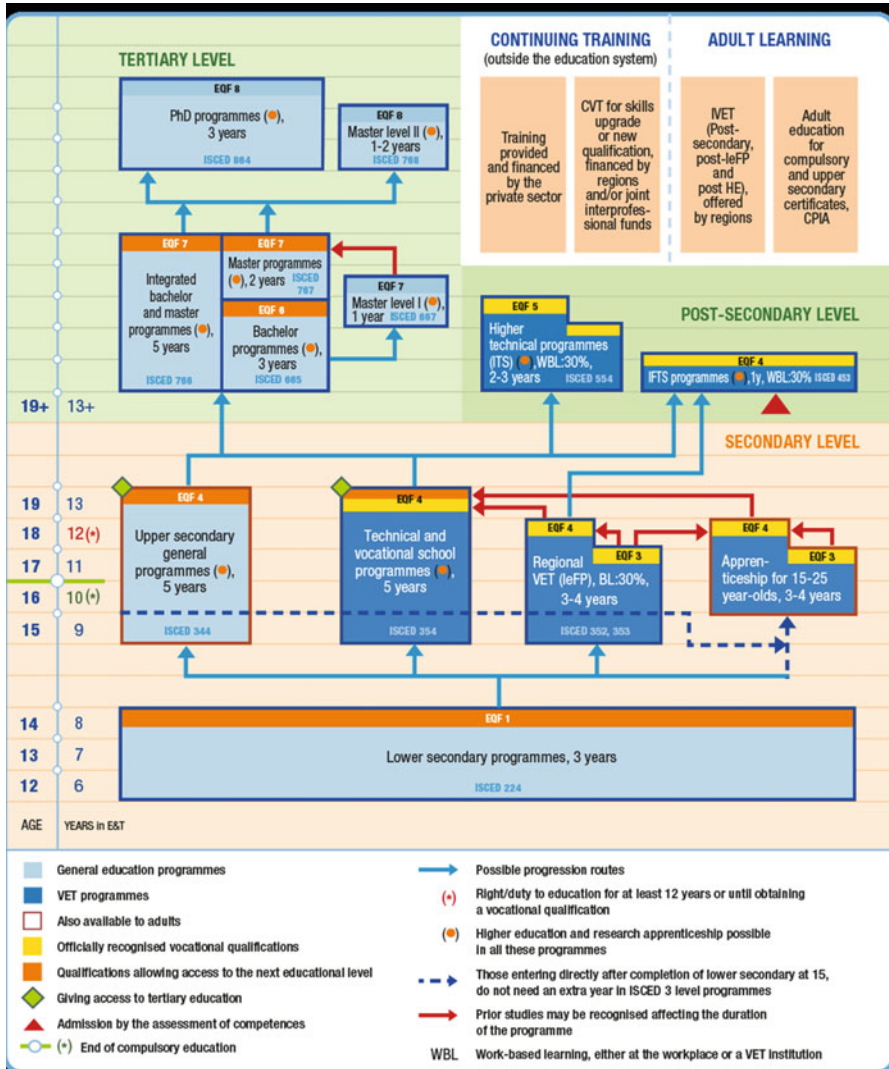 TERTIARY LEVEL
EQF 8
PhD programmes (●),
3 years
ISCED 864
EQF 8
Master level II (●),
1-2 years
ISCED 768
CONTINUING TRAINING
(outside the education system)
Training
provided
and financed
by the
private sector
CVT for skills
upgrade
or new
qualification,
financed by
regions
and/or joint
interprofes-
sional funds
ADULT LEARNING
IVET
(Post-
secondary,
post-IeFP
and
post HE),
offered
by regions
Adult
education
for
compulsory
and upper
secondary
certificates,
CPIA
EQF 7
Integrated
bachelor
and master
programmes
(●),
5 years
ISCED 766
EQF 7
Master programmes
(●), 2 years ISCED
767
EQF 6
Bachelor
programmes (●),
3 years
ISCED 665
EQF 7
Master level I (●),
1 year ISCED 667
POST-SECONDARY LEVEL
EQF 5
Higher
technical programmes
(ITS) (●),WBL:30%,
2-3 years
ISCED 554
EQF 4
IFTS programmes (●),1y, WBL:30% ISCED 453
19+ 13+
SECONDARY LEVEL
19 13
18 12(*)
17 11
16 10(*)
15 9
EQF 4
Upper secondary
general
programmes (●),
5 years
ISCED 344
EQF 4
Technical and
vocational school
programmes (●),
5 years
ISCED 354
EQF 4
EQF 3
Regional
VET (IeFP), BL:30%,
3-4 years
ISCED 352, 353
EQF 4
EQF 3
Appren-
ticeship for 15-25
year-olds, 3-4 years
14 8
13 7
12 6
EQF 1
Lower secondary programmes, 3 years
ISCED 224
AGE YEARS in E&T
General education programmes
VET programmes
Also available to adults
Officially recognised vocational qualifications
Qualifications allowing access to the next educational level
Giving access to tertiary education
Admission by the assessment of competences
(*) End of compulsory education
Possible progression routes
(*) Right/duty to education for at least 12 years or until obtaining
a vocational qualification
(●) Higher education and research apprenticeship possible
in all these programmes
Those entering directly after completion of lower secondary at 15,
do not need an extra year in ISCED 3 level programmes
Prior studies may be recognised affecting the duration
of the programme
WBL Work-based learning, either at the workplace or a VET Institution